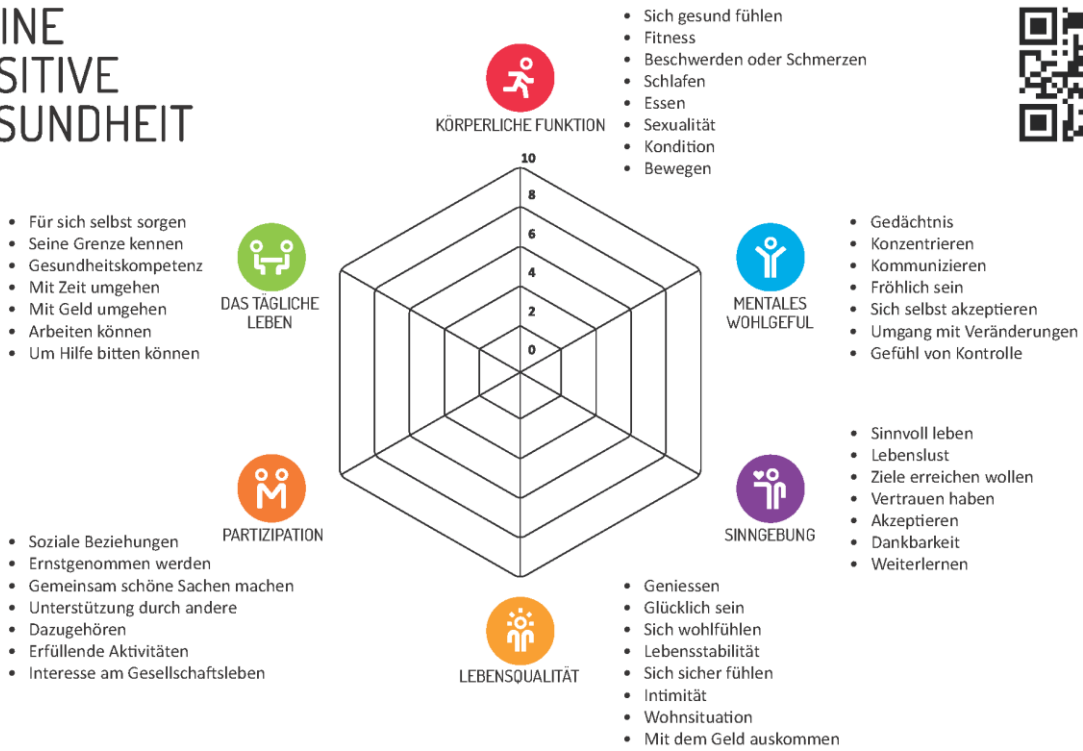 INE
SITIVE
SUNDHEIT
KÖRPERLICHE FUNKTION
• Sich gesund fühlen
• Fitness
• Beschwerden oder Schmerzen
• Schlafen
• Essen
• Sexualität
• Kondition
• Bewegen
10
8
6
4
2
0
MENTALES
WOHLGEFUL
• Gedächtnis
• Konzentrieren
• Kommunizieren
• Fröhlich sein
• Sich selbst akzeptieren
• Umgang mit Veränderungen
• Gefühl von Kontrolle
SINNGEBUNG
• Sinnvoll leben
• Lebenslust
• Ziele erreichen wollen
• Vertrauen haben
• Akzeptieren
• Dankbarkeit
• Weiterlernen
LEBENSQUALITÄT
• Geniessen
• Glücklich sein
• Sich wohlfühlen
• Lebensstabilität
• Sich sicher fühlen
• Intimität
• Wohnsituation
• Mit dem Geld auskommen
PARTIZIPATION
• Soziale Beziehungen
• Ernstgenommen werden
• Gemeinsam schöne Sachen machen
• Unterstützung durch andere
• Dazugehören
• Erfüllende Aktivitäten
• Interesse am Gesellschaftsleben
DAS TÄGLICHE
LEBEN
• Für sich selbst sorgen
• Seine Grenze kennen
• Gesundheitskompetenz
• Mit Zeit umgehen
• Mit Geld umgehen
• Arbeiten können
• Um Hilfe bitten können